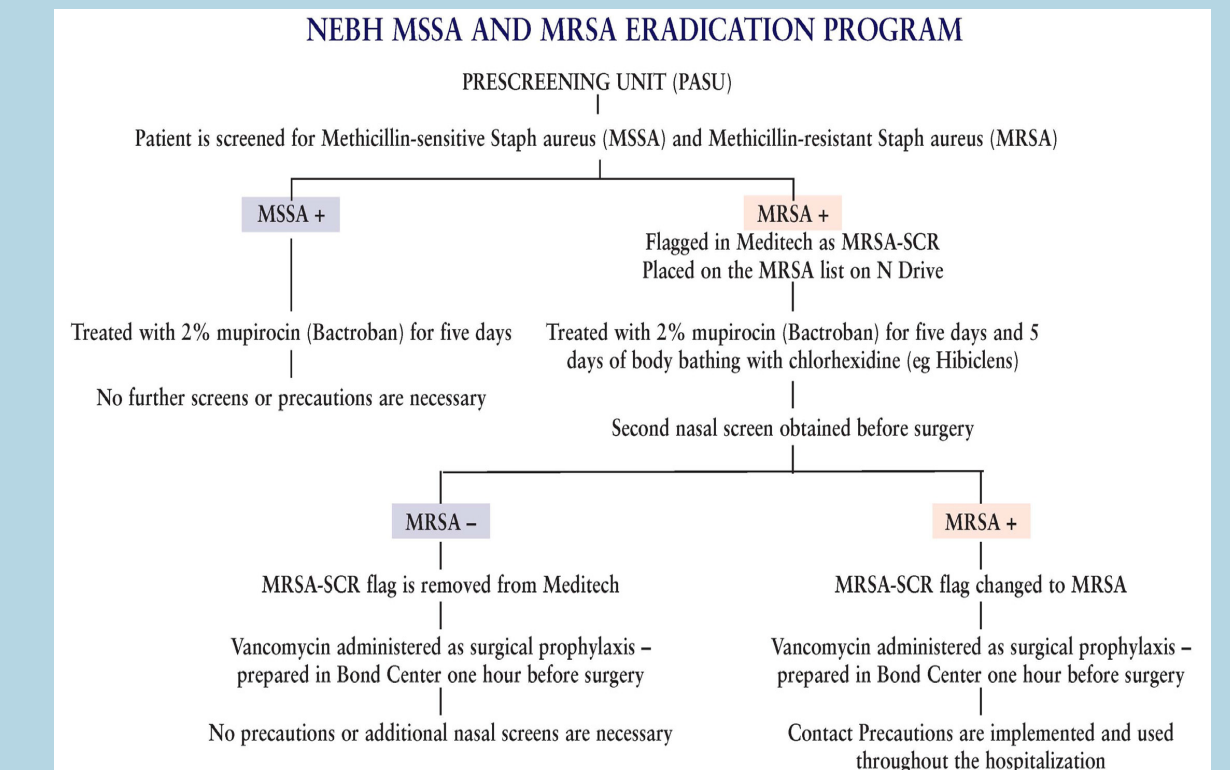 NEBH MSSA AND MRSA ERADICATION PROGRAM
PRESCREENING UNIT (PASU)
Patient is screened for Methicillin-sensitive Staph aureus (MSSA) and Methicillin-resistant Staph aureus (MRSA)
MSSA +
Treated with 2% mupirocin (Bactroban) for five days
No further screens or precautions are necessary
MRSA +
Flagged in Meditech as MRSA-SCR
Placed on the MRSA list on N Drive
Treated with 2% mupirocin (Bactroban) for five days and 5
days of body bathing with chlorhexidine (eg Hibiclens)
Second nasal screen obtained before surgery
MRSA –
MRSA-SCR flag is removed from Meditech
Vancomycin administered as surgical prophylaxis –
prepared in Bond Center one hour before surgery
No precautions or additional nasal screens are necessary
MRSA +
MRSA-SCR flag changed to MRSA
Vancomycin administered as surgical prophylaxis –
prepared in Bond Center one hour before surgery
Contact Precautions are implemented and used
throughout the hospitalization